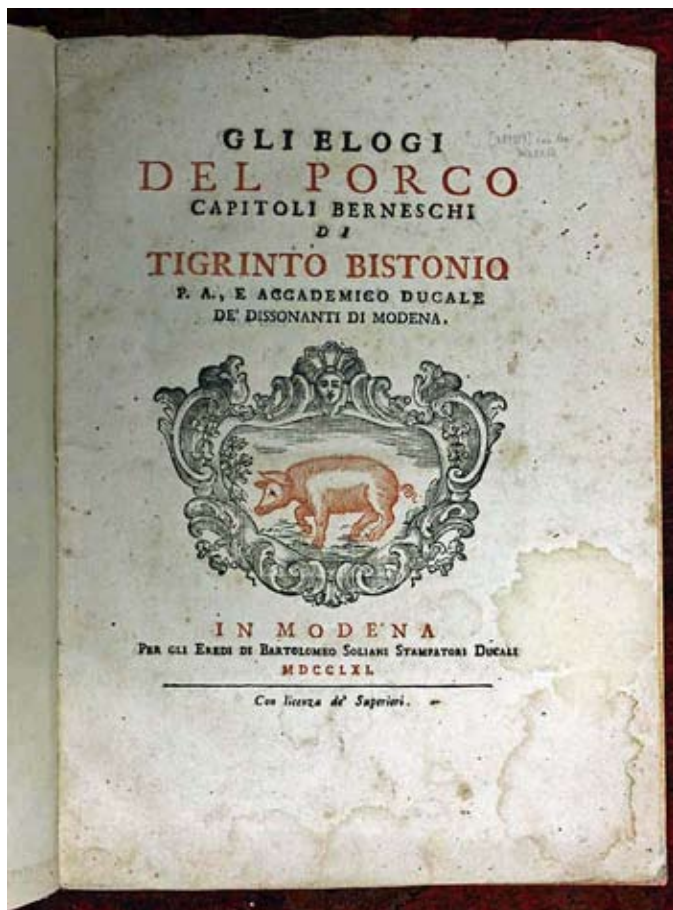 GLI ELOGI
DEL PORCO
CAPITOLI BERNESCHI
DI
TIGRINTO BISTONIO
P. A., E ACCADEMICO DUCALE
DE' DISSONANTI DI MODENA.
IN MODENA
PER GLI EREDI DI BARTOLOMEO SOLIANI STAMPATORI DUCALI
MDCCLXI.
Con licenza de' Superiori.